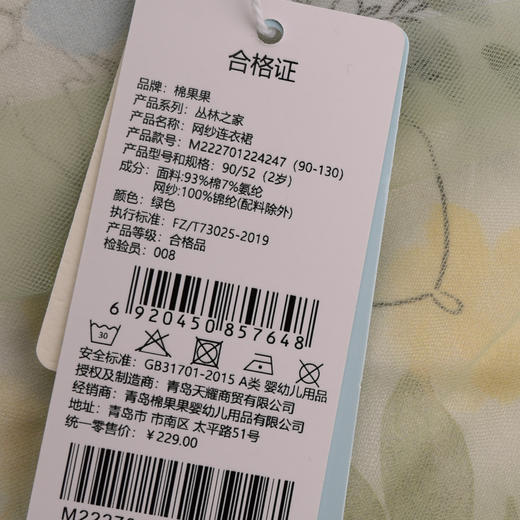 合格证
品牌：棉果果
产品系列：丛林之家
产品名称：网纱连衣裙
产品款号：M222701224247（90-130）
产品型号和规格：90/52（2岁）
成分：面料:93%棉7%氨纶
网纱:100%锦纶(配料除外)
颜色：绿色
执行标准：FZ/T73025-2019
产品等级：合格品
检验员：008
6 920450 857648
30
安全标准：GB31701-2015 A类 婴幼儿用品
授权及制造商：青岛天耀商贸有限公司
经销商：青岛棉果果婴幼儿用品有限公司
地址：青岛市 市南区 太平路51号
统一零售价：￥229.00